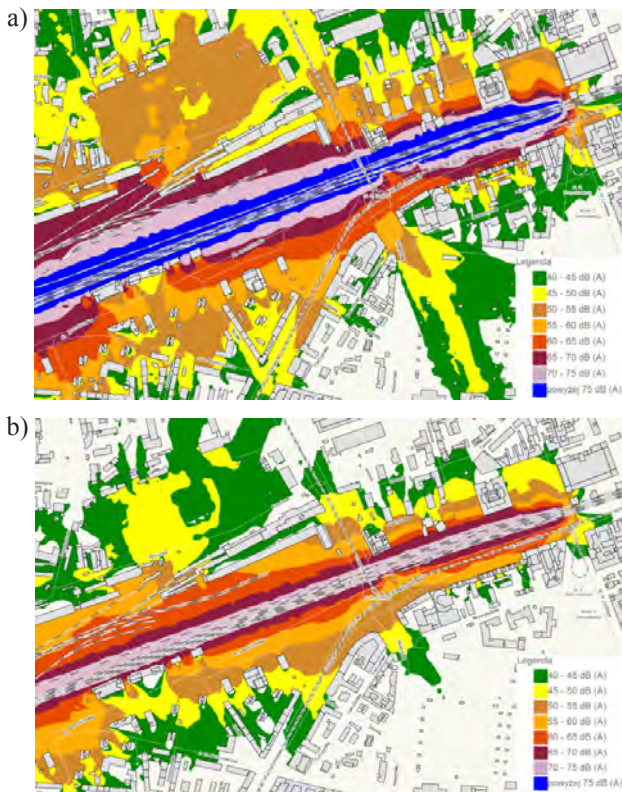 a)
Legenda
40 - 45 dB (A)
45 - 50 dB (A)
50 - 55 dB (A)
55 - 60 dB (A)
60 - 65 dB (A)
65 - 70 dB (A)
70 - 75 dB (A)
powyżej 75 dB (A)
b)
Legenda
40 - 45 dB (A)
45 - 50 dB (A)
50 - 55 dB (A)
55 - 60 dB (A)
60 - 65 dB (A)
65 - 70 dB (A)
70 - 75 dB (A)
powyżej 75 dB (A)